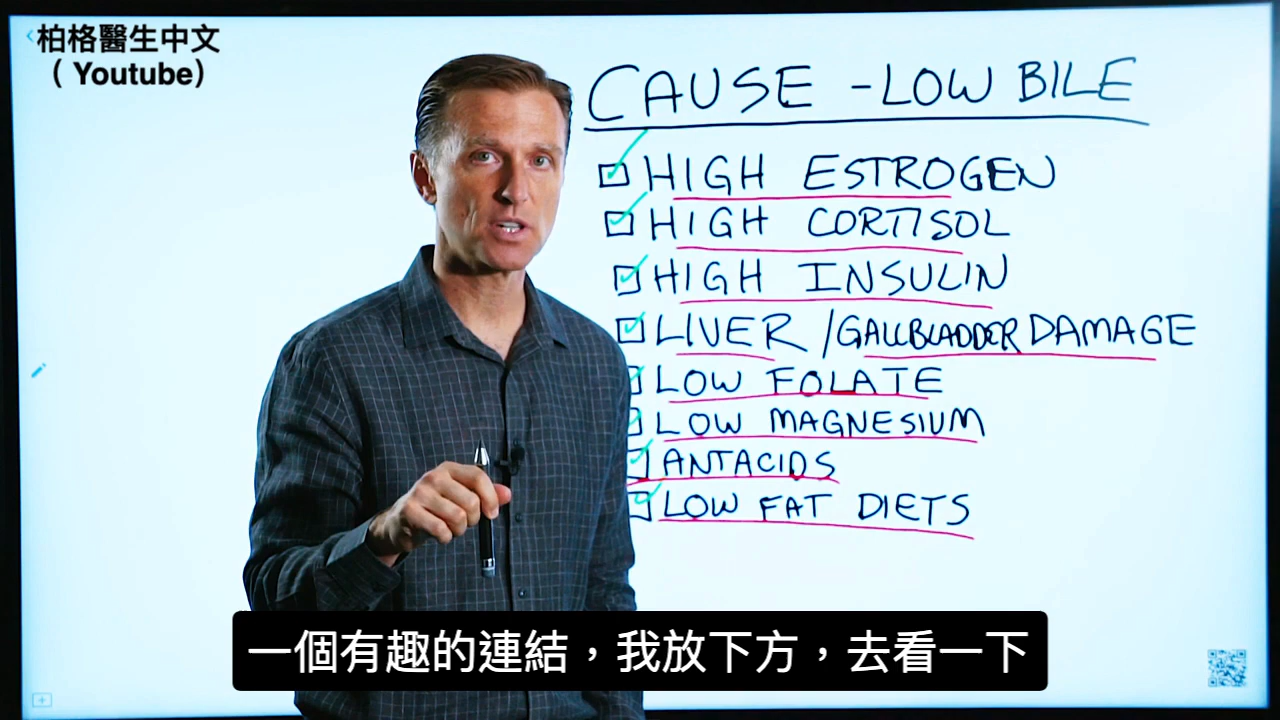 柏格醫生中文
( Youtube)
CAUSE - LOW BILE
HIGH ESTROGEN
HIGH CORTISOL
HIGH INSULIN
LIVER / GALLBLADDER DAMAGE
LOW FOLATE
LOW MAGNESIUM
ANTACIDS
LOW FAT DIETS
一個有趣的連結，我放下方，去看一下